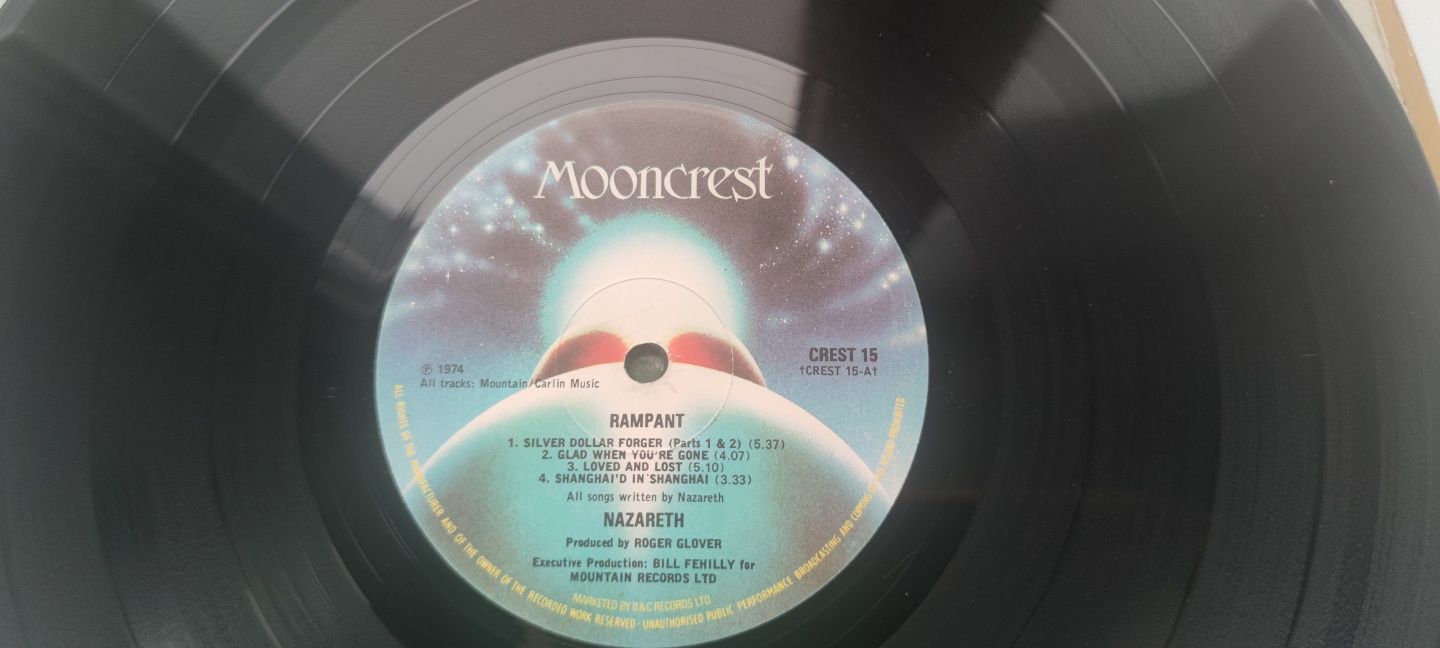 Mooncrest
℗ 1974
All tracks: Mountain/Carlin Music
CREST 15
†CREST 15-A†
RAMPANT
1. SILVER DOLLAR FORGER (Parts 1 & 2) (5.37)
2. GLAD WHEN YOU'RE GONE (4.07)
3. LOVED AND LOST (5.10)
4. SHANGHAI'D IN SHANGHAI (3.33)
All songs written by Nazareth
NAZARETH
Produced by ROGER GLOVER
Executive Production: BILL FEHILLY for
MOUNTAIN RECORDS LTD
MARKETED BY B&C RECORDS LTD
ALL RIGHTS OF THE MANUFACTURER AND OF THE OWNER OF THE RECORDED WORK RESERVED · UNAUTHORISED PUBLIC PERFORMANCE BROADCASTING AND COPYING OF THIS RECORD PROHIBITED